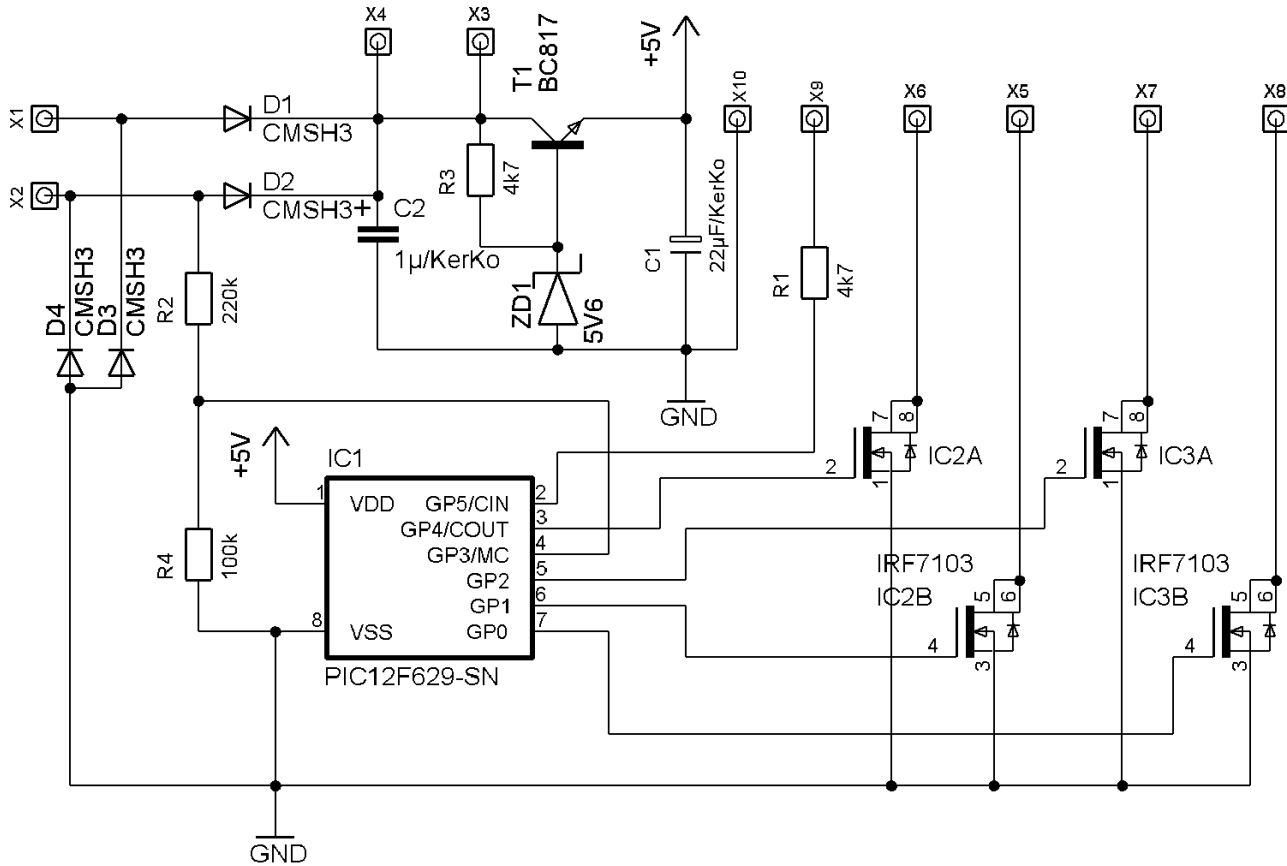 X4
X3
T1
BC817
+5V
X10
X9
X6
X5
X7
X8
X1
D1
CMSH3
X2
D2
CMSH3
+
C2
1µ/KerKo
R3
4k7
C1
22µF/KerKo
ZD1
5V6
R1
4k7
D4
CMSH3
D3
CMSH3
R2
220k
GND
+5V
IC1
1
VDD
GP5/CIN
2
GP4/COUT
3
GP3/MC
4
GP2
5
GP1
6
8
VSS
GP0
7
PIC12F629-SN
R4
100k
2
7
8
1
IC2A
2
7
8
1
IC3A
IRF7103
IC2B
4
5
6
3
IRF7103
IC3B
4
5
6
3
GND